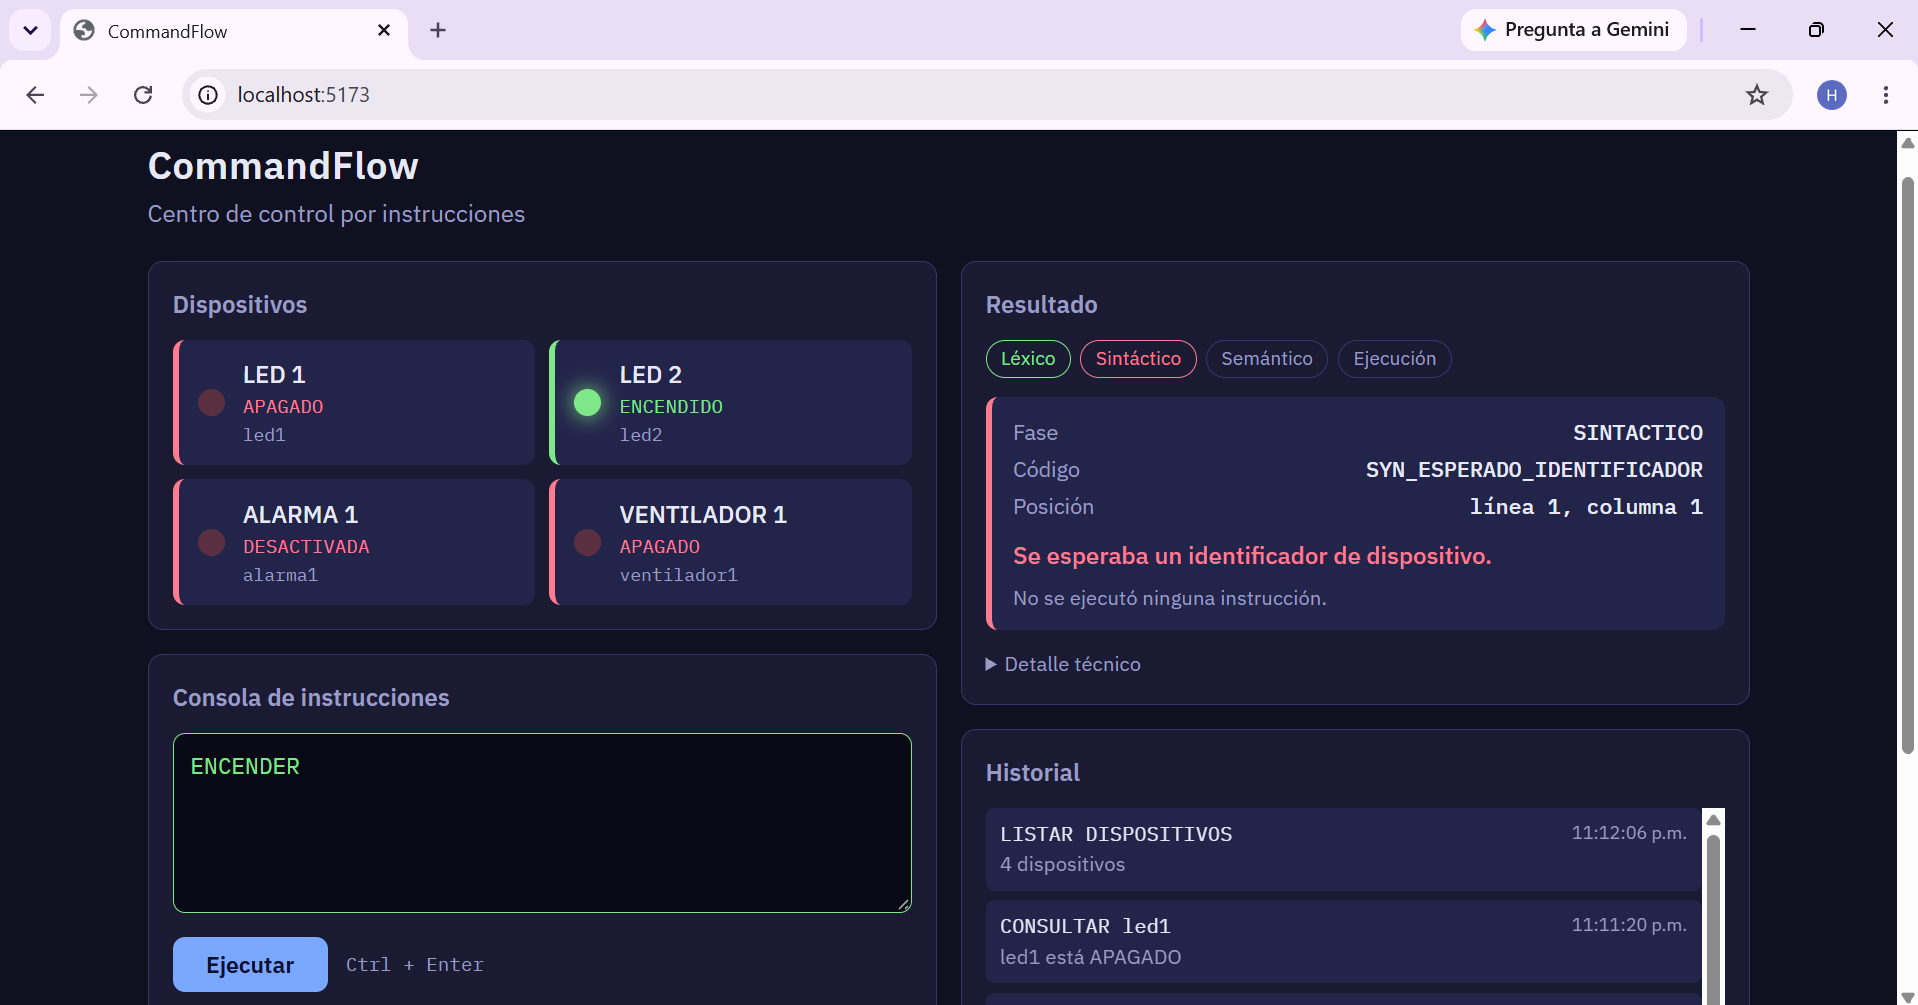 CommandFlow
Pregunta a Gemini
localhost:5173
H
CommandFlow
Centro de control por instrucciones
Dispositivos
LED 1
APAGADO
led1
LED 2
ENCENDIDO
led2
ALARMA 1
DESACTIVADA
alarma1
VENTILADOR 1
APAGADO
ventilador1
Consola de instrucciones
ENCENDER
Ejecutar
Ctrl + Enter
Resultado
Léxico
Sintáctico
Semántico
Ejecución
Fase
SINTACTICO
Código
SYN_ESPERADO_IDENTIFICADOR
Posición
línea 1, columna 1
Se esperaba un identificador de dispositivo.
No se ejecutó ninguna instrucción.
Detalle técnico
Historial
LISTAR DISPOSITIVOS
11:12:06 p.m.
4 dispositivos
CONSULTAR led1
11:11:20 p.m.
led1 está APAGADO